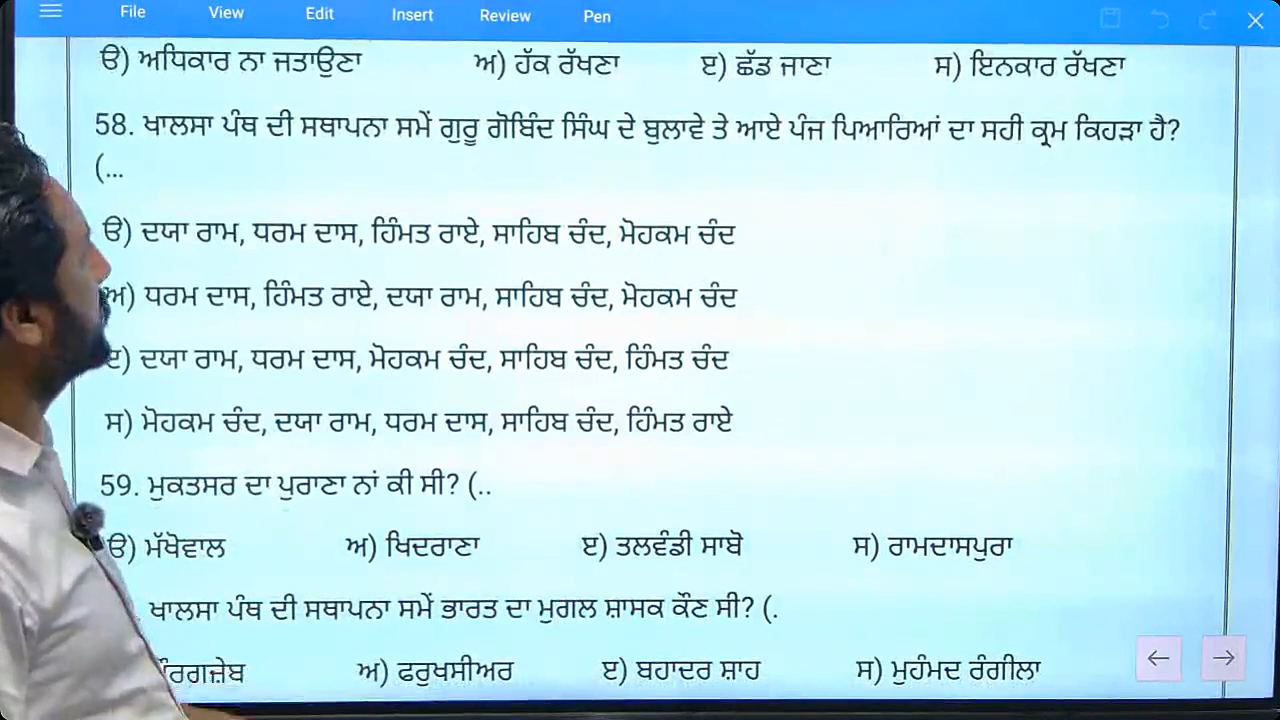 File View Edit Insert Review Pen
ੳ) ਅਧਿਕਾਰ ਨਾ ਜਤਾਉਣਾ ਅ) ਹੱਕ ਰੱਖਣਾ ੲ) ਛੱਡ ਜਾਣਾ ਸ) ਇਨਕਾਰ ਰੱਖਣਾ
58. ਖਾਲਸਾ ਪੰਥ ਦੀ ਸਥਾਪਨਾ ਸਮੇਂ ਗੁਰੂ ਗੋਬਿੰਦ ਸਿੰਘ ਦੇ ਬੁਲਾਵੇ ਤੇ ਆਏ ਪੰਜ ਪਿਆਰਿਆਂ ਦਾ ਸਹੀ ਕ੍ਰਮ ਕਿਹੜਾ ਹੈ?
(...
ੳ) ਦਯਾ ਰਾਮ, ਧਰਮ ਦਾਸ, ਹਿੰਮਤ ਰਾਏ, ਸਾਹਿਬ ਚੰਦ, ਮੋਹਕਮ ਚੰਦ
ਅ) ਧਰਮ ਦਾਸ, ਹਿੰਮਤ ਰਾਏ, ਦਯਾ ਰਾਮ, ਸਾਹਿਬ ਚੰਦ, ਮੋਹਕਮ ਚੰਦ
ੲ) ਦਯਾ ਰਾਮ, ਧਰਮ ਦਾਸ, ਮੋਹਕਮ ਚੰਦ, ਸਾਹਿਬ ਚੰਦ, ਹਿੰਮਤ ਚੰਦ
ਸ) ਮੋਹਕਮ ਚੰਦ, ਦਯਾ ਰਾਮ, ਧਰਮ ਦਾਸ, ਸਾਹਿਬ ਚੰਦ, ਹਿੰਮਤ ਰਾਏ
59. ਮੁਕਤਸਰ ਦਾ ਪੁਰਾਣਾ ਨਾਂ ਕੀ ਸੀ? (..
ੳ) ਮੱਖੋਵਾਲ ਅ) ਖਿਦਰਾਣਾ ੲ) ਤਲਵੰਡੀ ਸਾਬੋ ਸ) ਰਾਮਦਾਸਪੁਰਾ
ਖਾਲਸਾ ਪੰਥ ਦੀ ਸਥਾਪਨਾ ਸਮੇਂ ਭਾਰਤ ਦਾ ਮੁਗਲ ਸ਼ਾਸਕ ਕੌਣ ਸੀ? (.
ਅ) ਫਰੁਖਸੀਅਰ ੲ) ਬਹਾਦਰ ਸ਼ਾਹ ਸ) ਮੁਹੰਮਦ ਰੰਗੀਲਾ